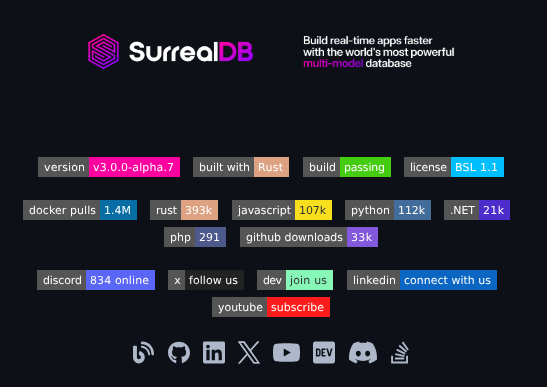 SurrealDB
Build real-time apps faster
with the world's most powerful
multi-model database
version v3.0.0-alpha.7 built with Rust build passing license BSL 1.1
docker pulls 1.4M rust 393k javascript 107k python 112k .NET 21k
php 291 github downloads 33k
discord 834 online x follow us dev join us linkedin connect with us
youtube subscribe
in DEV